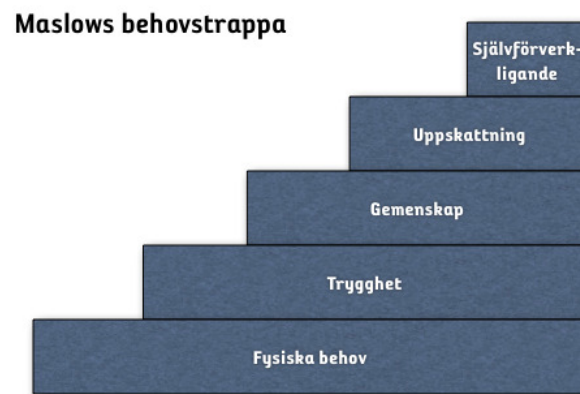 Maslows behovstrappa
Självförverk-
ligande
Uppskattning
Gemenskap
Trygghet
Fysiska behov